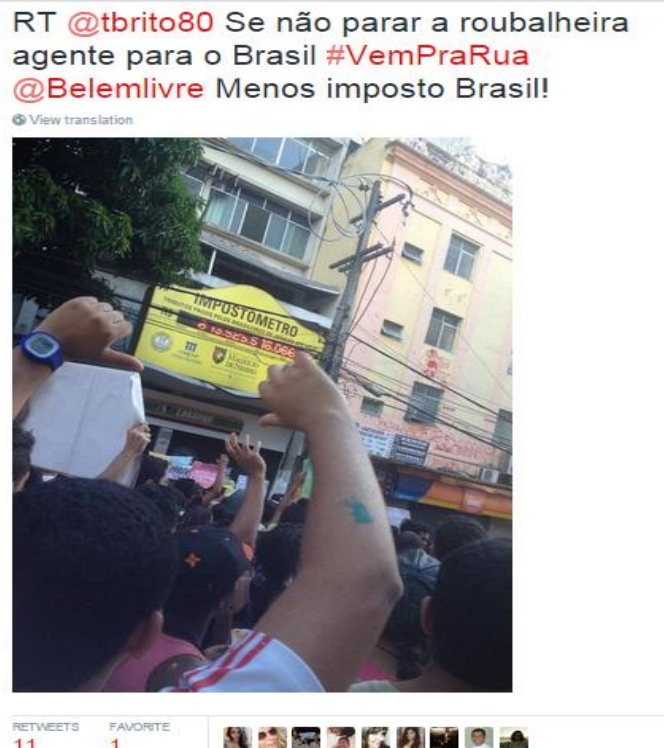 RT @tbrito80 Se não parar a roubalheira
agente para o Brasil #VemPraRua
@Belemlivre Menos imposto Brasil!
View translation
IMPOSTÔMETRO
RETWEETS
FAVORITE
11
1